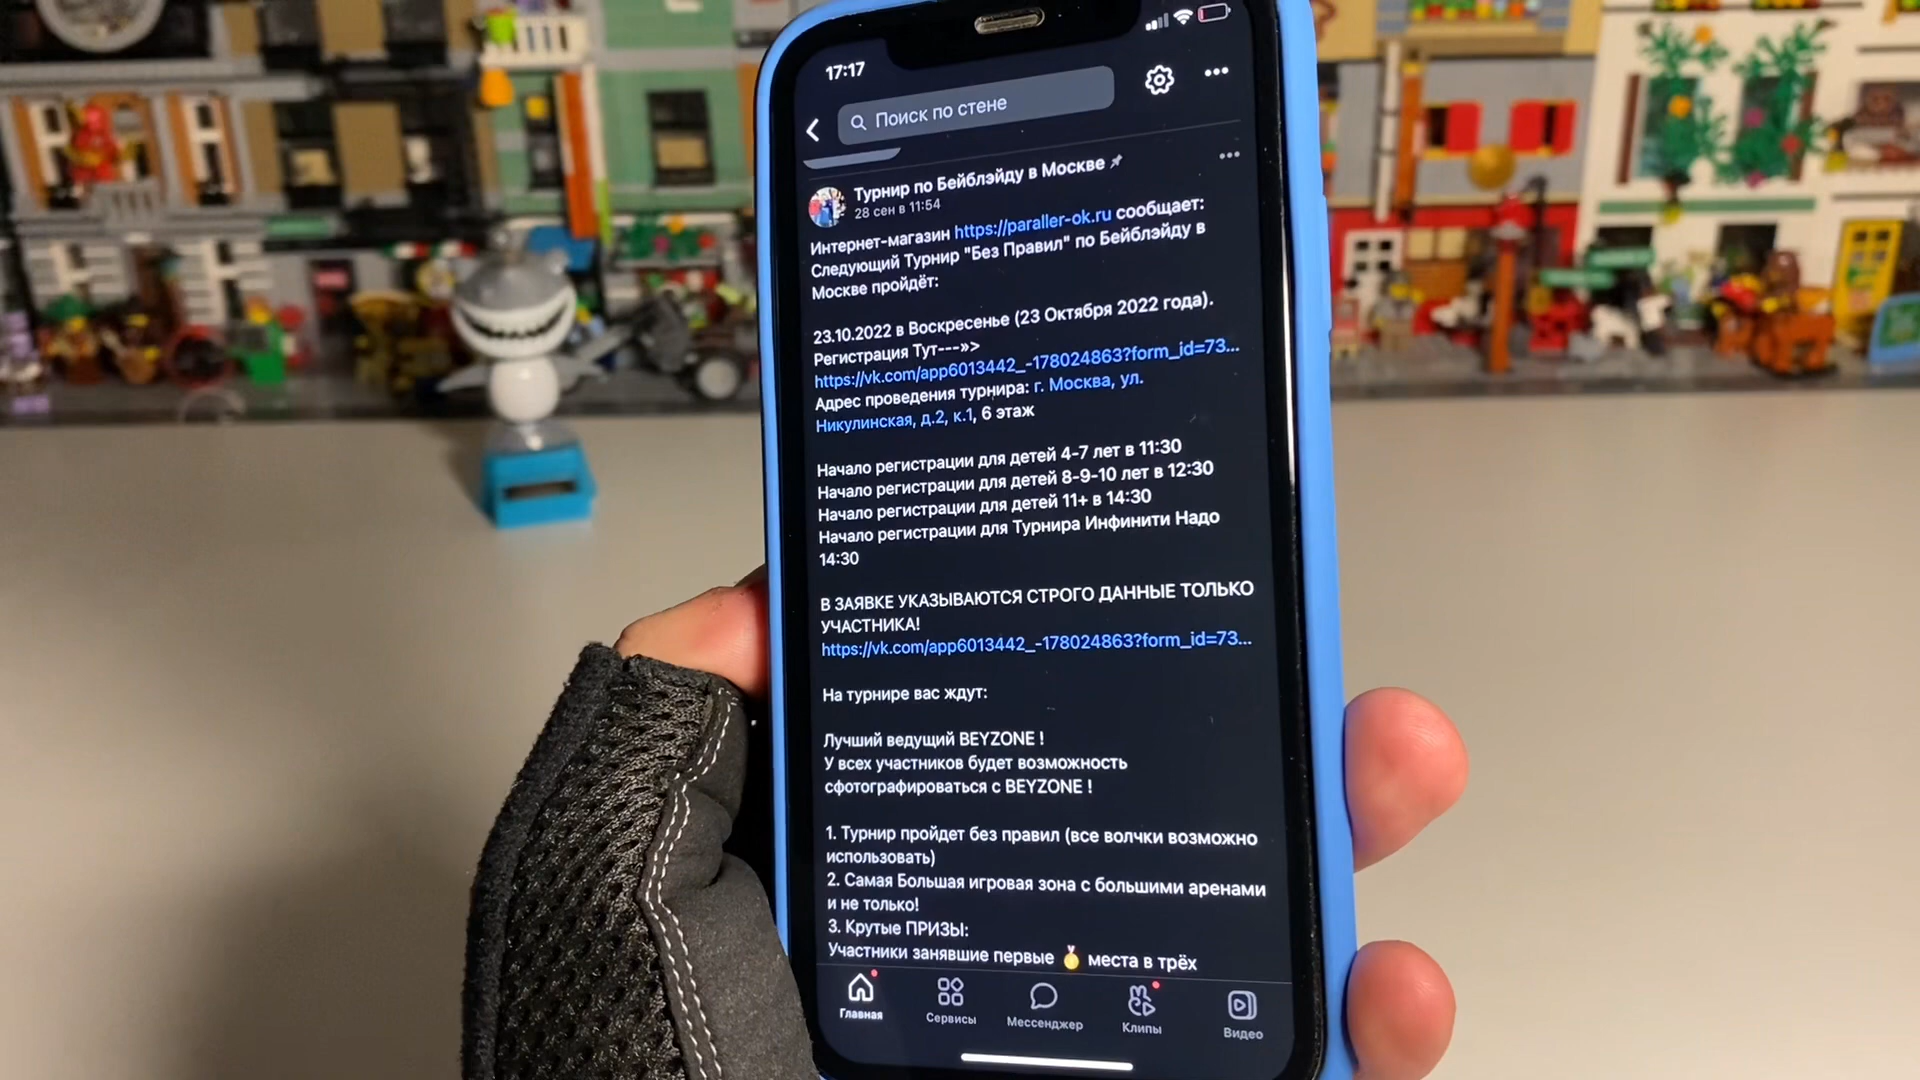 17:17
Поиск по стене
Турнир по Бейблэйду в Москве
28 сен в 11:54
Интернет-магазин https://paraller-ok.ru сообщает:
Следующий Турнир "Без Правил" по Бейблэйду в
Москве пройдёт:
23.10.2022 в Воскресенье (23 Октября 2022 года).
Регистрация Тут---»>
https://vk.com/app6013442_-178024863?form_id=73...
Адрес проведения турнира: г. Москва, ул.
Никулинская, д.2, к.1, 6 этаж
Начало регистрации для детей 4-7 лет в 11:30
Начало регистрации для детей 8-9-10 лет в 12:30
Начало регистрации для детей 11+ в 14:30
Начало регистрации для Турнира Инфинити Надо
14:30
В ЗАЯВКЕ УКАЗЫВАЮТСЯ СТРОГО ДАННЫЕ ТОЛЬКО
УЧАСТНИКА!
https://vk.com/app6013442_-178024863?form_id=73...
На турнире вас ждут:
Лучший ведущий BEYZONE !
У всех участников будет возможность
сфотографироваться с BEYZONE !
1. Турнир пройдет без правил (все волчки возможно
использовать)
2. Самая Большая игровая зона с большими аренами
и не только!
3. Крутые ПРИЗЫ:
Участники занявшие первые 🥇 места в трёх
Главная
Сервисы
Мессенджер
Клипы
Видео